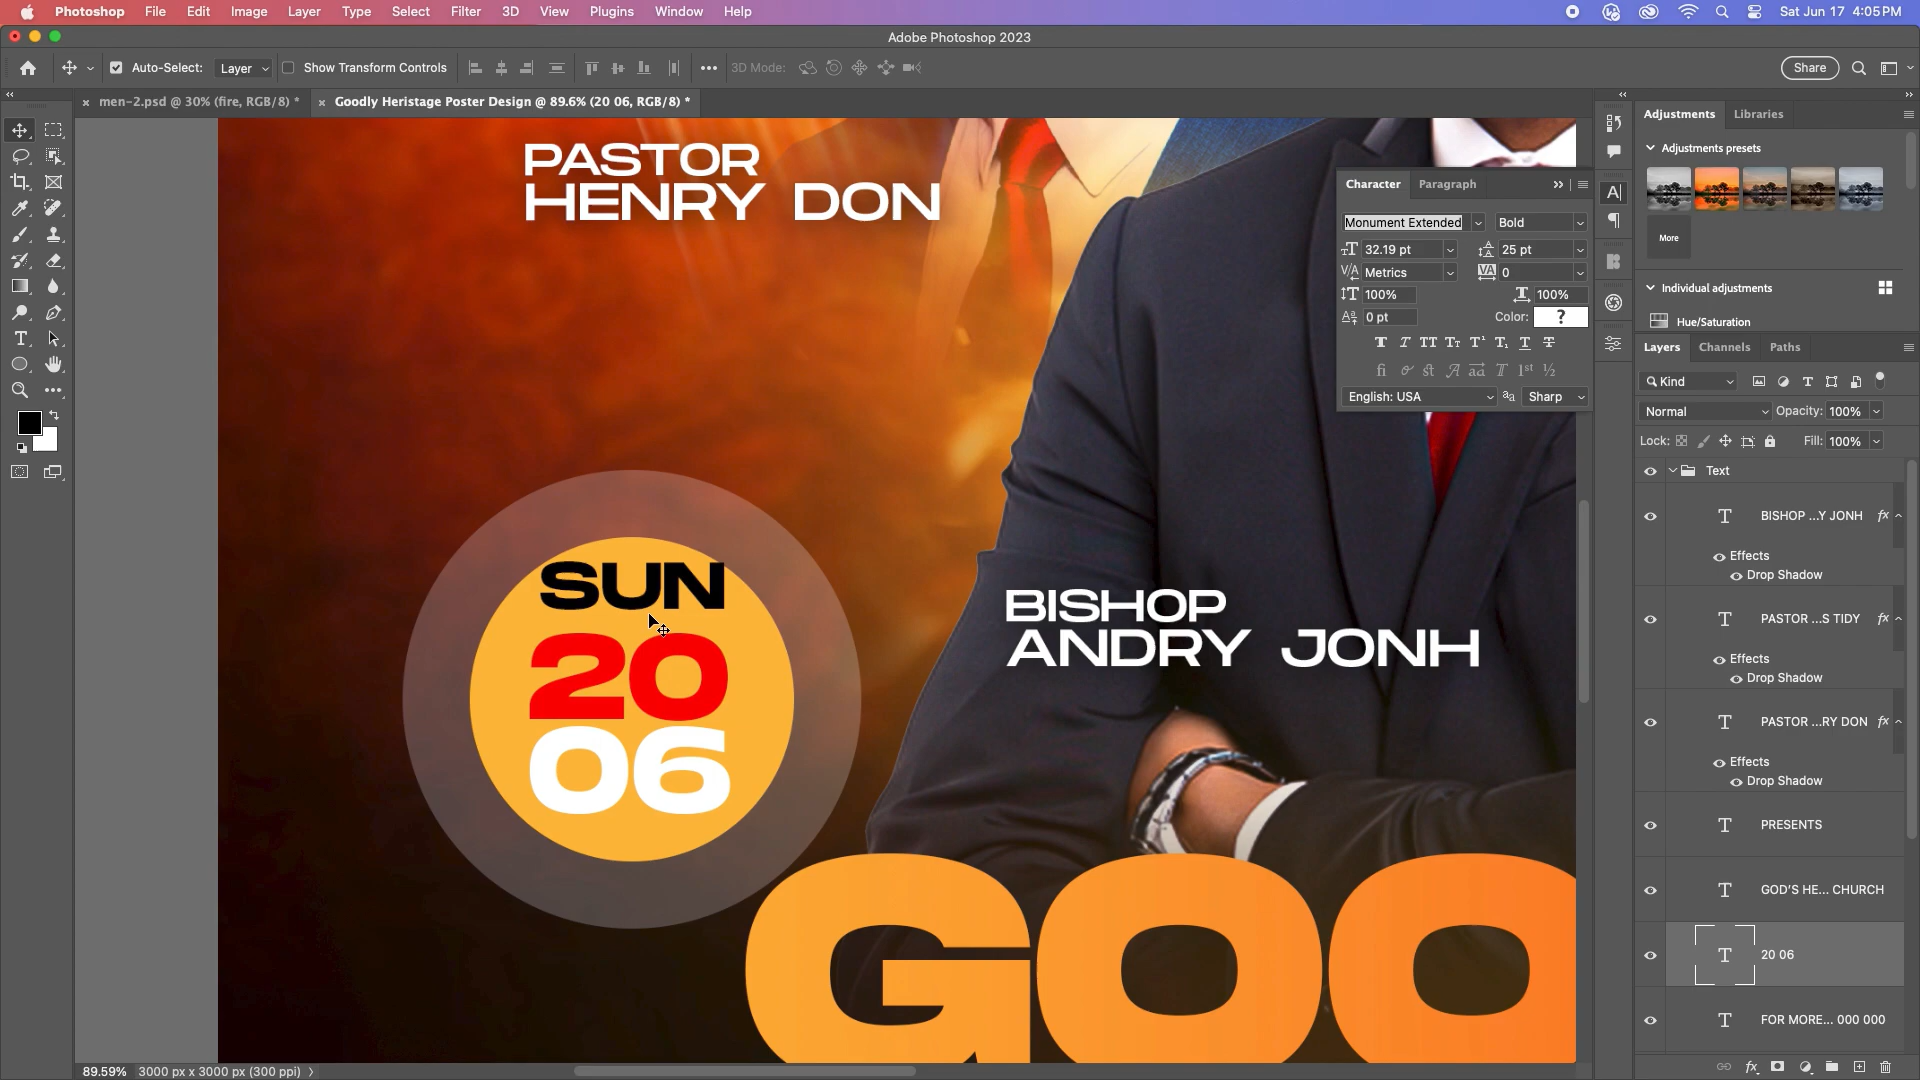 Photoshop File Edit Image Layer Type Select Filter 3D View Plugins Window Help Sat Jun 17 4:05 PM
Adobe Photoshop 2023
Auto-Select: Layer Show Transform Controls 3D Mode: Share
men-2.psd @ 30% (fire, RGB/8) * Goodly Heristage Poster Design @ 89.6% (20 06, RGB/8) *
PASTOR
HENRY DON
SUN
20
06
BISHOP
ANDRY JONH
GOO
Character Paragraph
Monument Extended Bold
32.19 pt 25 pt
Metrics 0
100% 100%
0 pt Color: ?
English: USA Sharp
Adjustments Libraries
Adjustments presets
More
Individual adjustments
Hue/Saturation
Layers Channels Paths
Kind
Normal Opacity: 100%
Lock: Fill: 100%
Text
BISHOP ...Y JONH fx
Effects
Drop Shadow
PASTOR ...S TIDY fx
Effects
Drop Shadow
PASTOR ...RY DON fx
Effects
Drop Shadow
PRESENTS
GOD'S HE... CHURCH
20 06
FOR MORE... 000 000
89.59% 3000 px x 3000 px (300 ppi)